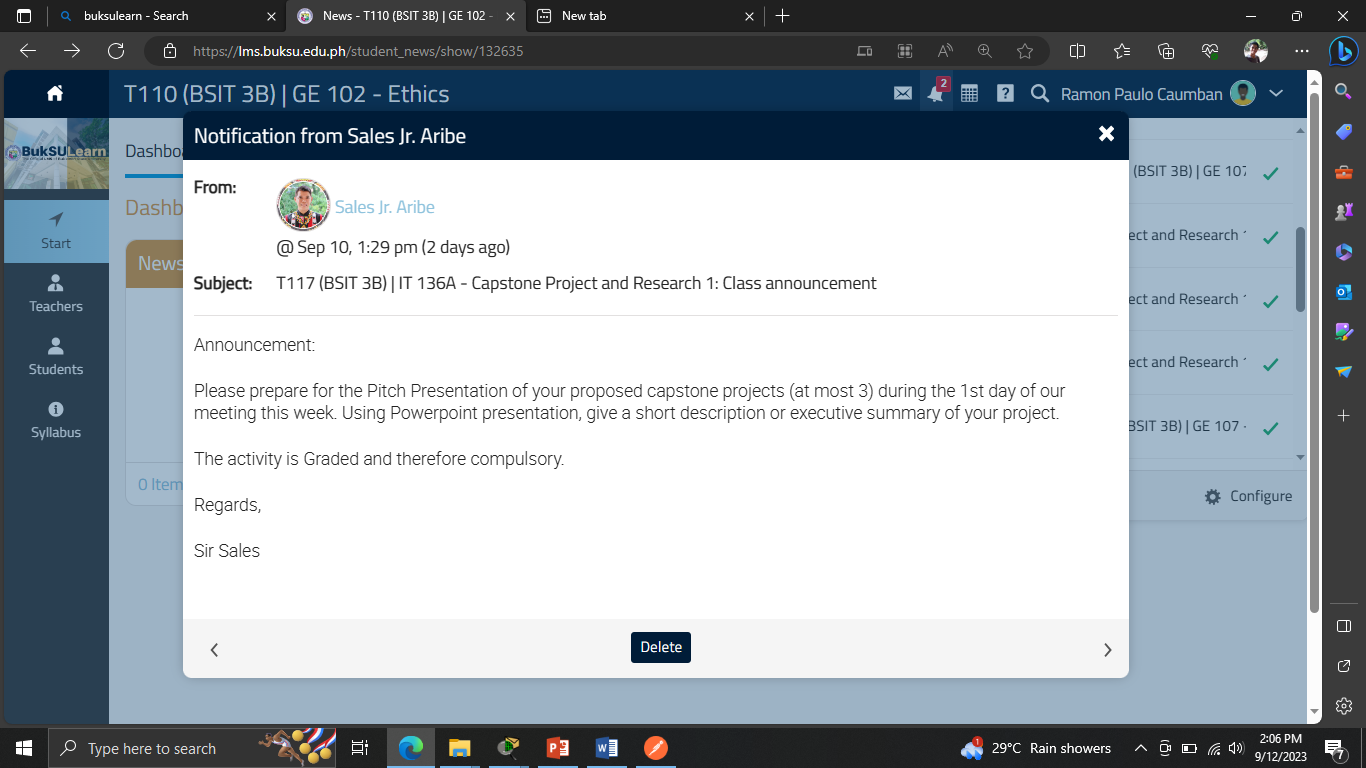 buksulearn - Search
News - T110 (BSIT 3B) | GE 102 -
New tab
https://lms.buksu.edu.ph/student_news/show/132635
T110 (BSIT 3B) | GE 102 - Ethics
2
Ramon Paulo Caumban
BukSULearn
Start
Teachers
Students
Syllabus
Dashbo
Dashb
News
0 Item
Notification from Sales Jr. Aribe
From:
Sales Jr. Aribe
@ Sep 10, 1:29 pm (2 days ago)
Subject: T117 (BSIT 3B) | IT 136A - Capstone Project and Research 1: Class announcement
Announcement:
Please prepare for the Pitch Presentation of your proposed capstone projects (at most 3) during the 1st day of our
meeting this week. Using Powerpoint presentation, give a short description or executive summary of your project.
The activity is Graded and therefore compulsory.
Regards,
Sir Sales
Delete
(BSIT 3B) | GE 107
ect and Research 1
ect and Research 1
ect and Research 1
BSIT 3B) | GE 107 -
Configure
Type here to search
1
29°C Rain showers
2:06 PM
9/12/2023
7